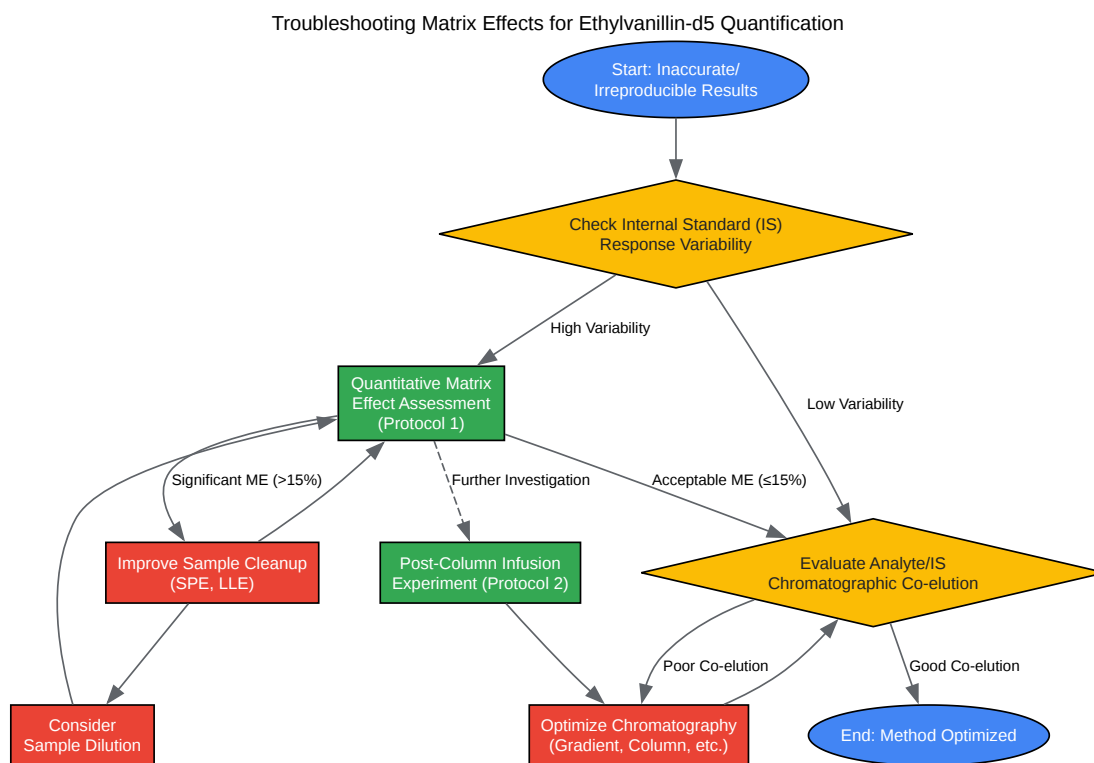 Troubleshooting Matrix Effects for Ethylvanillin-d5 Quantification
Start: Inaccurate/
Irreproducible Results
Check Internal Standard (IS)
Response Variability
High Variability
Quantitative Matrix
Effect Assessment
(Protocol 1)
Low Variability
Significant ME (>15%)
Further Investigation
Acceptable ME (≤15%)
Improve Sample Cleanup
(SPE, LLE)
Post-Column Infusion
Experiment (Protocol 2)
Evaluate Analyte/IS
Chromatographic Co-elution
Poor Co-elution
Good Co-elution
Consider
Sample Dilution
Optimize Chromatography
(Gradient, Column, etc.)
End: Method Optimized